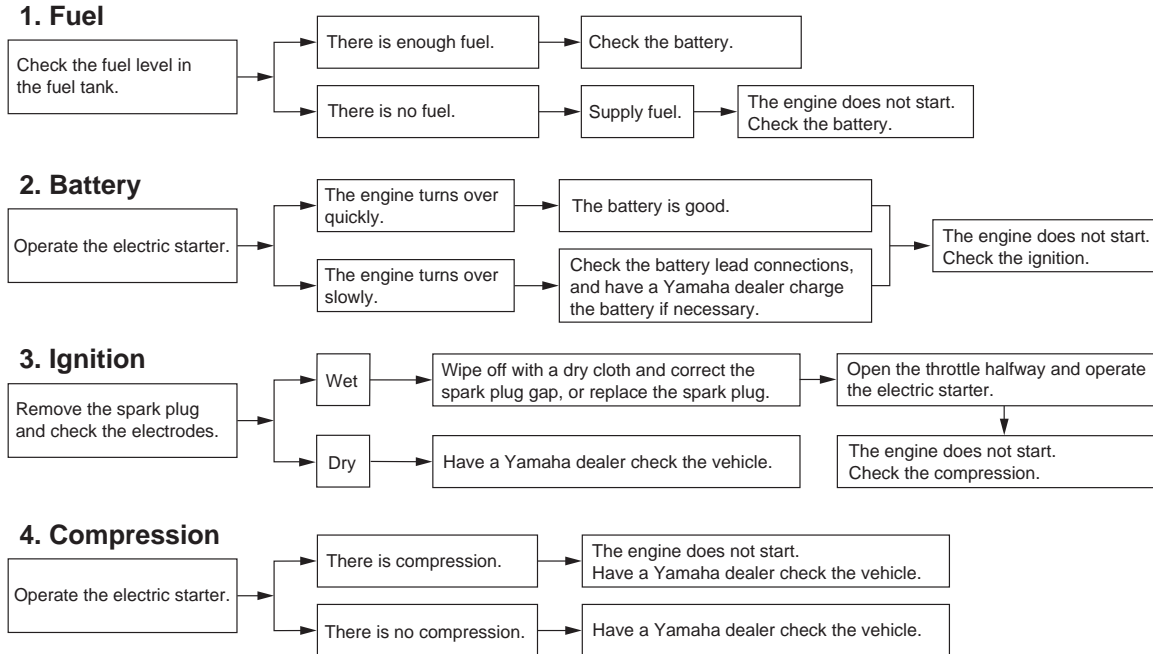 1. Fuel
Check the fuel level in
the fuel tank.
There is enough fuel.
Check the battery.
There is no fuel.
Supply fuel.
The engine does not start.
Check the battery.
2. Battery
Operate the electric starter.
The engine turns over
quickly.
The battery is good.
The engine turns over
slowly.
Check the battery lead connections,
and have a Yamaha dealer charge
the battery if necessary.
The engine does not start.
Check the ignition.
3. Ignition
Remove the spark plug
and check the electrodes.
Wet
Wipe off with a dry cloth and correct the
spark plug gap, or replace the spark plug.
Open the throttle halfway and operate
the electric starter.
Dry
Have a Yamaha dealer check the vehicle.
The engine does not start.
Check the compression.
4. Compression
Operate the electric starter.
There is compression.
The engine does not start.
Have a Yamaha dealer check the vehicle.
There is no compression.
Have a Yamaha dealer check the vehicle.